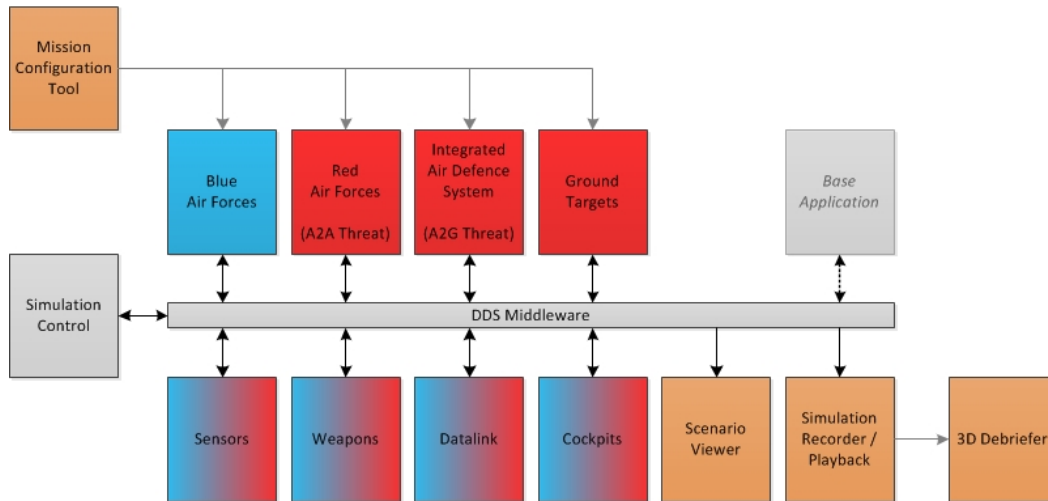 Mission
Configuration
Tool
Blue
Air Forces
Red
Air Forces
(A2A Threat)
Integrated
Air Defence
System
(A2G Threat)
Ground
Targets
Base
Application
Simulation
Control
DDS Middleware
Sensors
Weapons
Datalink
Cockpits
Scenario
Viewer
Simulation
Recorder /
Playback
3D Debriefer